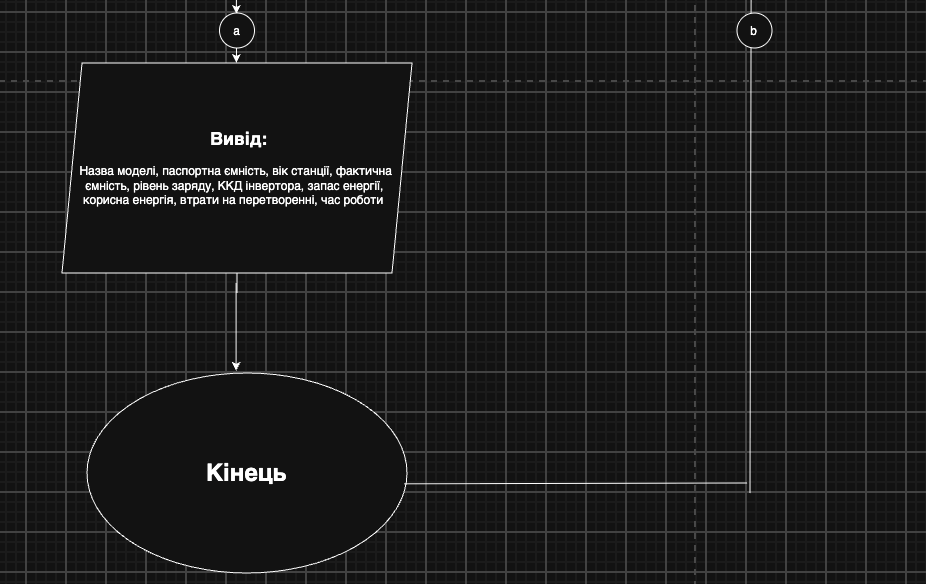 a
b
Вивід:
Назва моделі, паспортна ємність, вік станції, фактична
ємність, рівень заряду, ККД інвертора, запас енергії,
корисна енергія, втрати на перетворенні, час роботи
Кінець